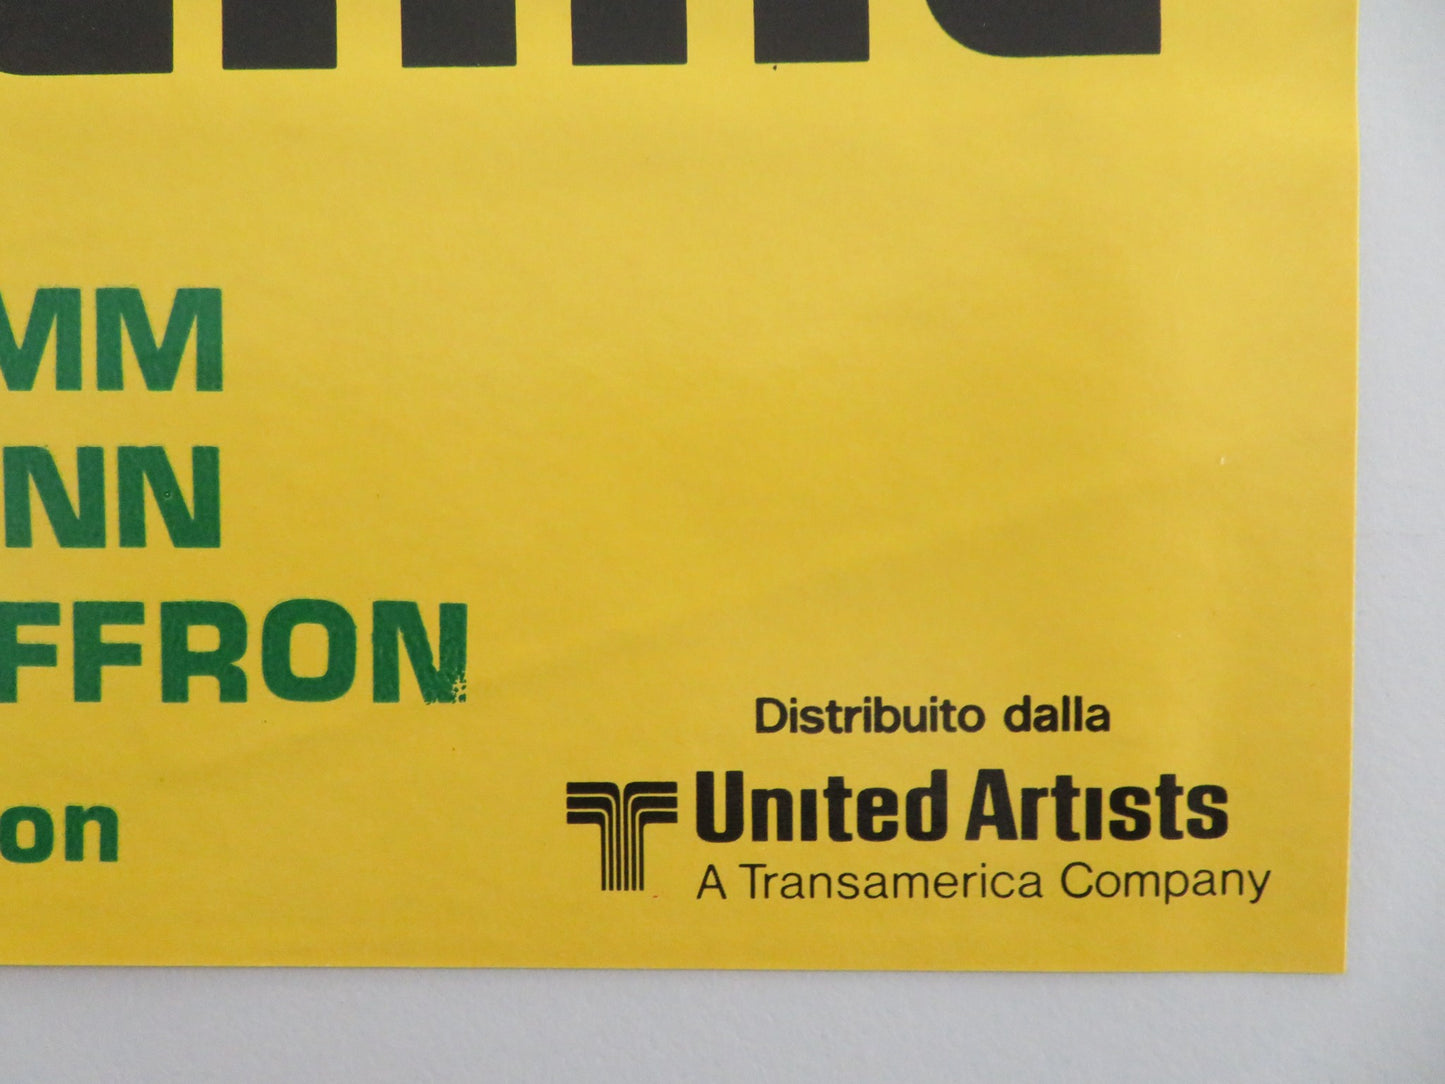 MM
NN
FFRON
on
Distribuito dalla
United Artists
A Transamerica Company